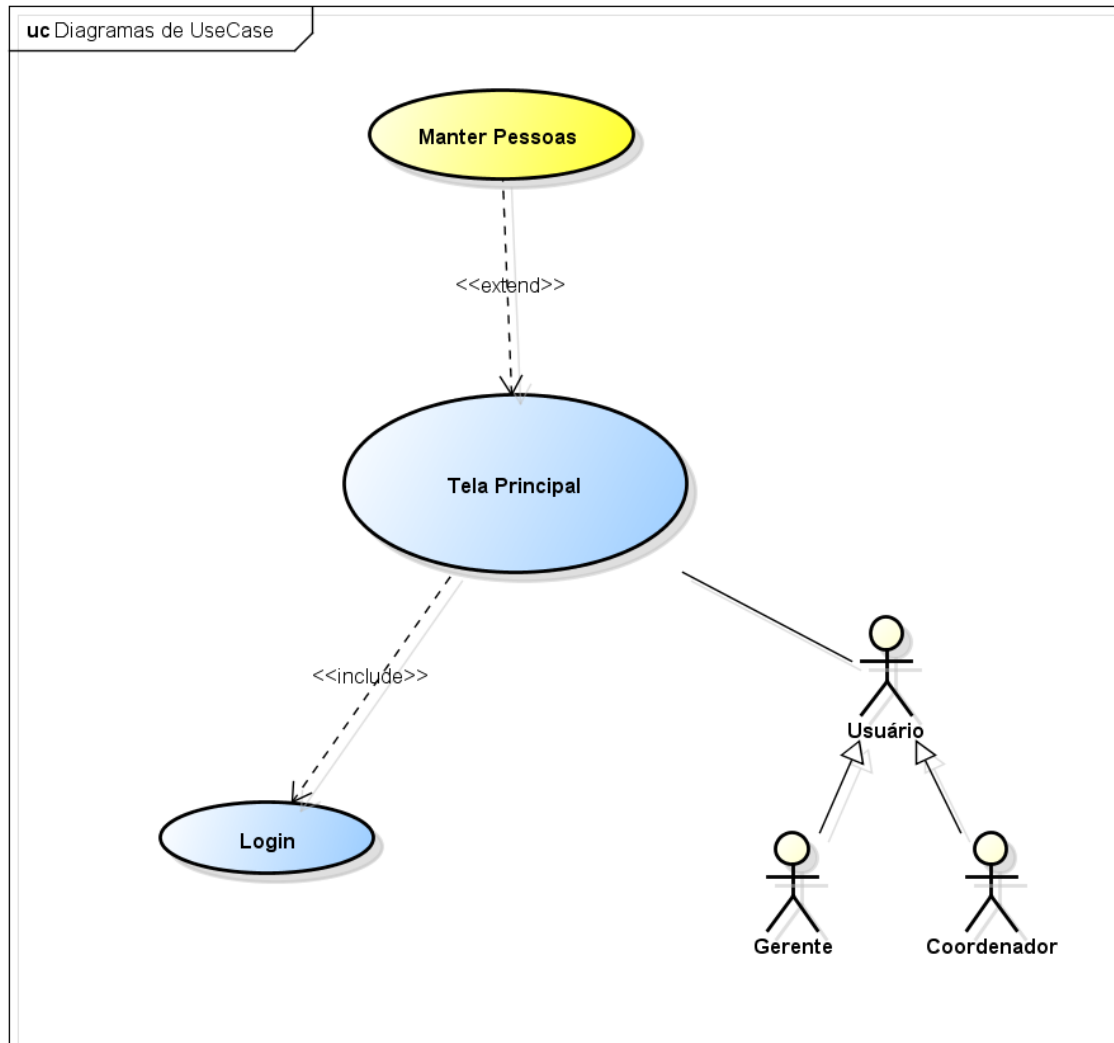 uc Diagramas de UseCase
Manter Pessoas
<<extend>>
Tela Principal
<<include>>
Usuário
Login
Gerente
Coordenador